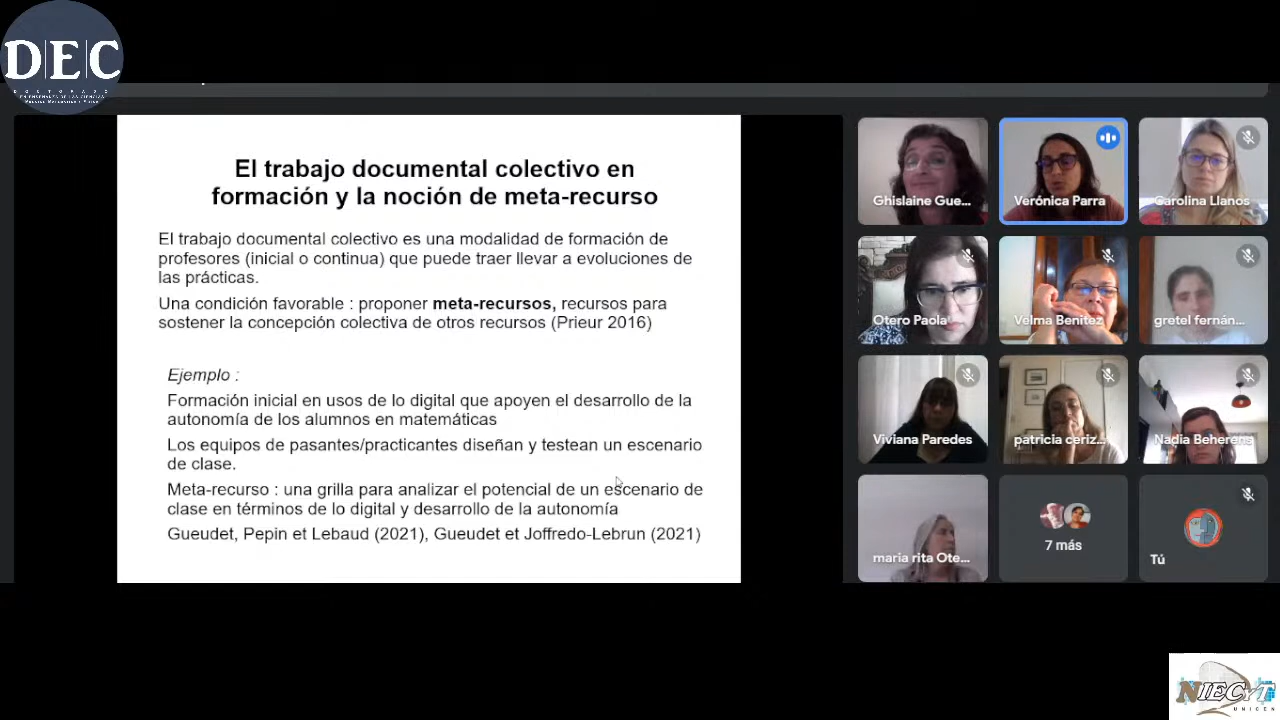 DEC
DOCTORADO
EN ENSEÑANZA DE LAS CIENCIAS
El trabajo documental colectivo en
formación y la noción de meta-recurso
El trabajo documental colectivo es una modalidad de formación de
profesores (inicial o continua) que puede traer llevar a evoluciones de
las prácticas.
Una condición favorable : proponer meta-recursos, recursos para
sostener la concepción colectiva de otros recursos (Prieur 2016)
Ejemplo :
Formación inicial en usos de lo digital que apoyen el desarrollo de la
autonomía de los alumnos en matemáticas
Los equipos de pasantes/practicantes diseñan y testean un escenario
de clase.
Meta-recurso : una grilla para analizar el potencial de un escenario de
clase en términos de lo digital y desarrollo de la autonomía
Gueudet, Pepin et Lebaud (2021), Gueudet et Joffredo-Lebrun (2021)
Ghislaine Gue...
Verónica Parra
Carolina Llanos
Otero Paola
Velma Benitez
gretel fernán...
Viviana Paredes
patricia ceriz...
Nadia Beherens
maria rita Ote...
7 más
Tú
NIECyT
UNICEN